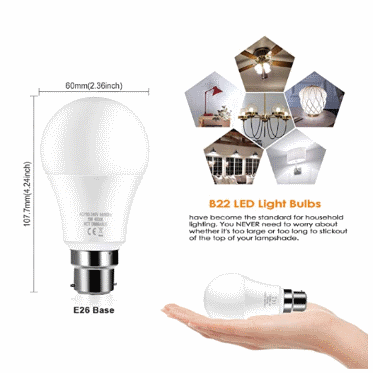 60mm(2.36inch)
107.7mm(4.24inch)
E26 Base
B22 LED Light Bulbs
have become the standard for household
lighting. You NEVER need to worry about
whether it's too large or too long to stickout
of the top of your lampshade.